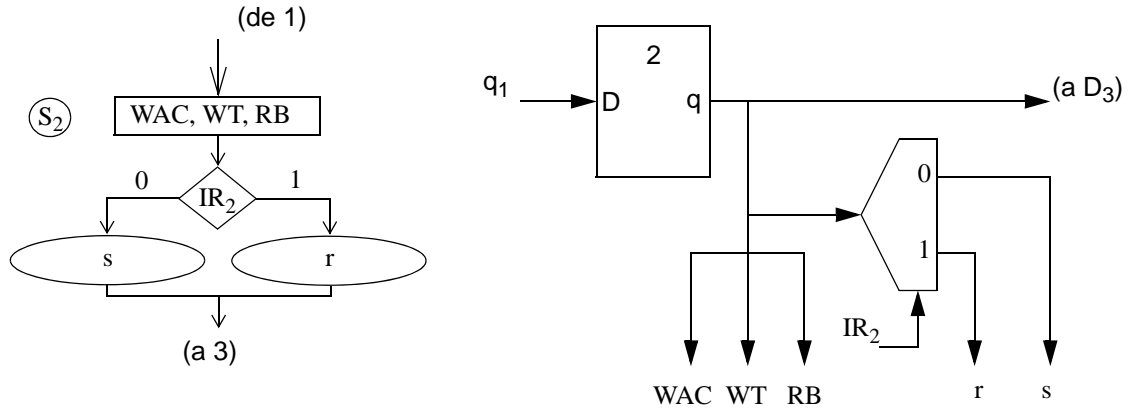 (de 1)
S₂
WAC, WT, RB
0
1
IR₂
s
r
(a 3)
q₁
2
D
q
(a D₃)
0
1
IR₂
WAC
WT
RB
r
s